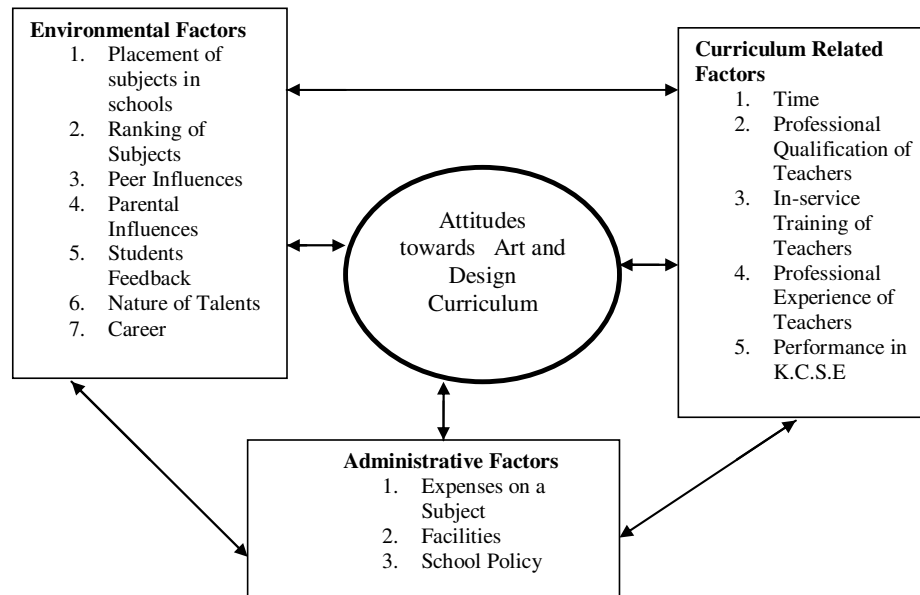 Environmental Factors
1. Placement of
subjects in
schools
2. Ranking of
Subjects
3. Peer Influences
4. Parental
Influences
5. Students
Feedback
6. Nature of Talents
7. Career
Curriculum Related
Factors
1. Time
2. Professional
Qualification of
Teachers
3. In-service
Training of
Teachers
4. Professional
Experience of
Teachers
5. Performance in
K.C.S.E
Attitudes
towards Art and
Design
Curriculum
Administrative Factors
1. Expenses on a
Subject
2. Facilities
3. School Policy